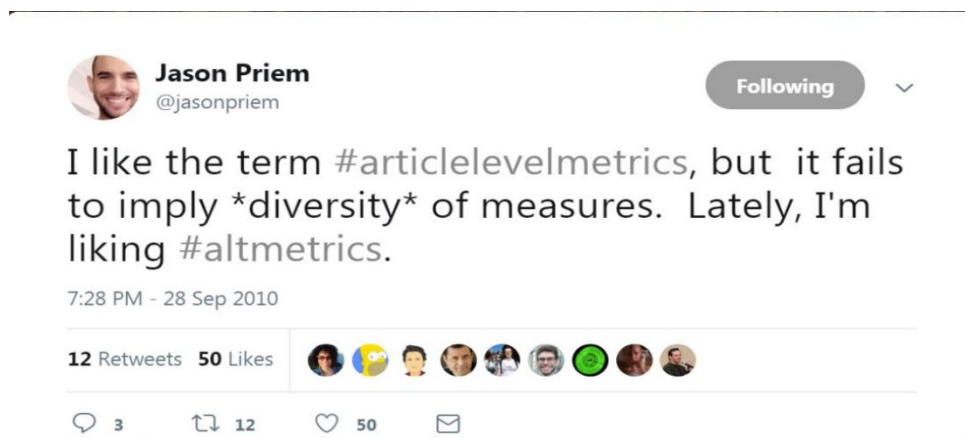 Jason Priem
@jasonpriem
Following
I like the term #articlelevelmetrics, but it fails
to imply *diversity* of measures. Lately, I'm
liking #altmetrics.
7:28 PM - 28 Sep 2010
12 Retweets 50 Likes
3 12 50